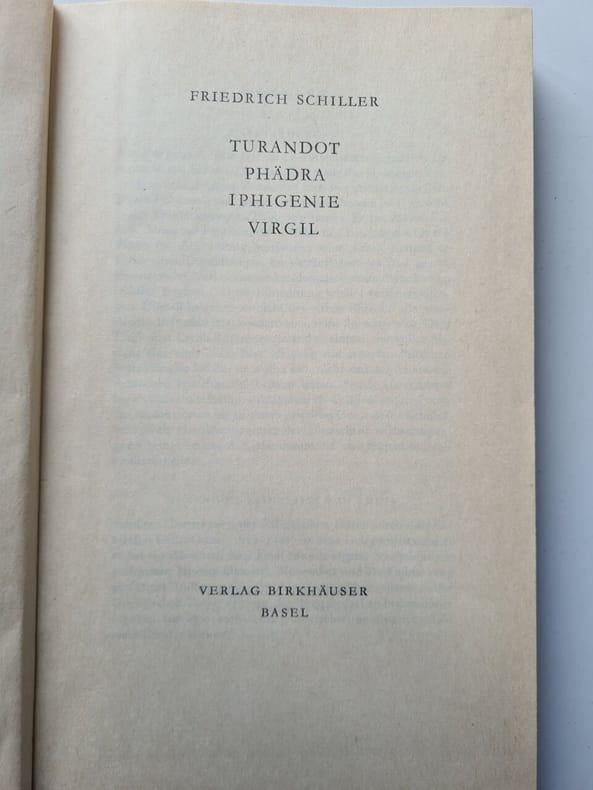 FRIEDRICH SCHILLER
TURANDOT
PHÄDRA
IPHIGENIE
VIRGIL
VERLAG BIRKHÄUSER
BASEL